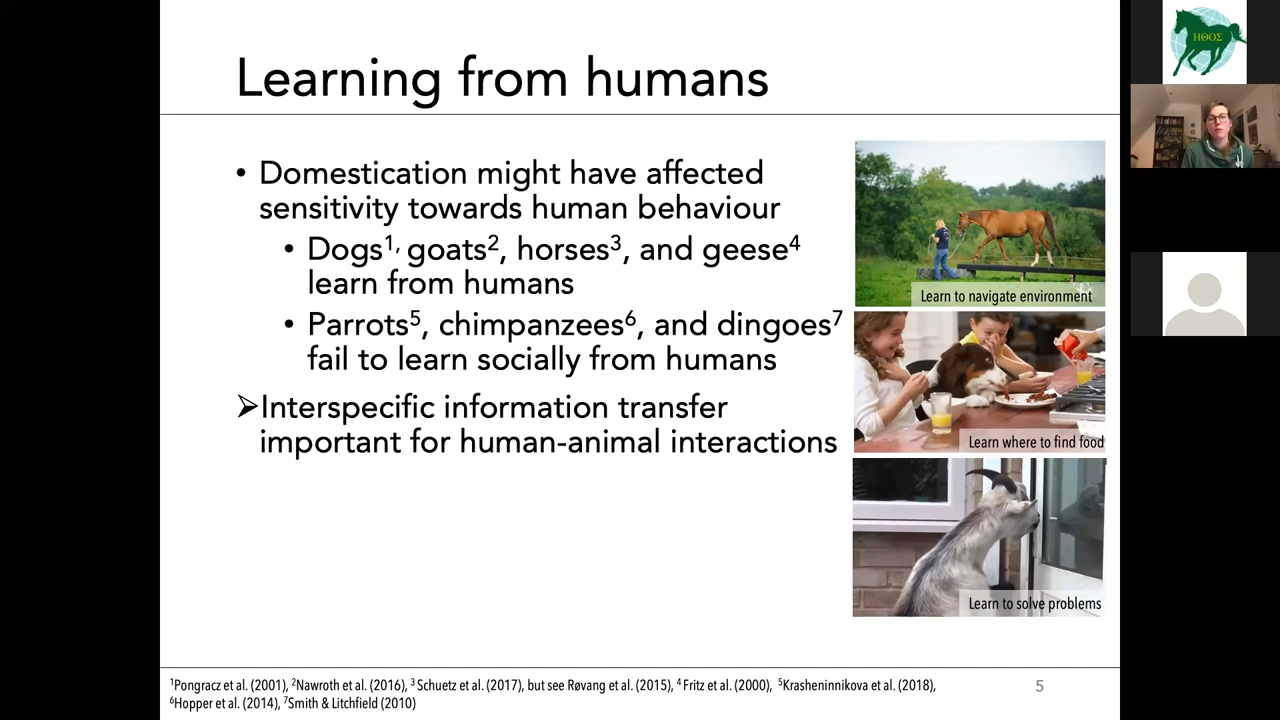 Learning from humans
ΗΘΟΣ
• Domestication might have affected
sensitivity towards human behaviour
• Dogs¹, goats², horses³, and geese⁴
learn from humans
• Parrots⁵, chimpanzees⁶, and dingoes⁷
fail to learn socially from humans
➢Interspecific information transfer
important for human-animal interactions
Learn to navigate environment
Learn where to find food
Learn to solve problems
¹Pongracz et al. (2001), ²Nawroth et al. (2016), ³ Schuetz et al. (2017), but see Røvang et al. (2015), ⁴ Fritz et al. (2000), ⁵Krasheninnikova et al. (2018),
⁶Hopper et al. (2014), ⁷Smith & Litchfield (2010)
5